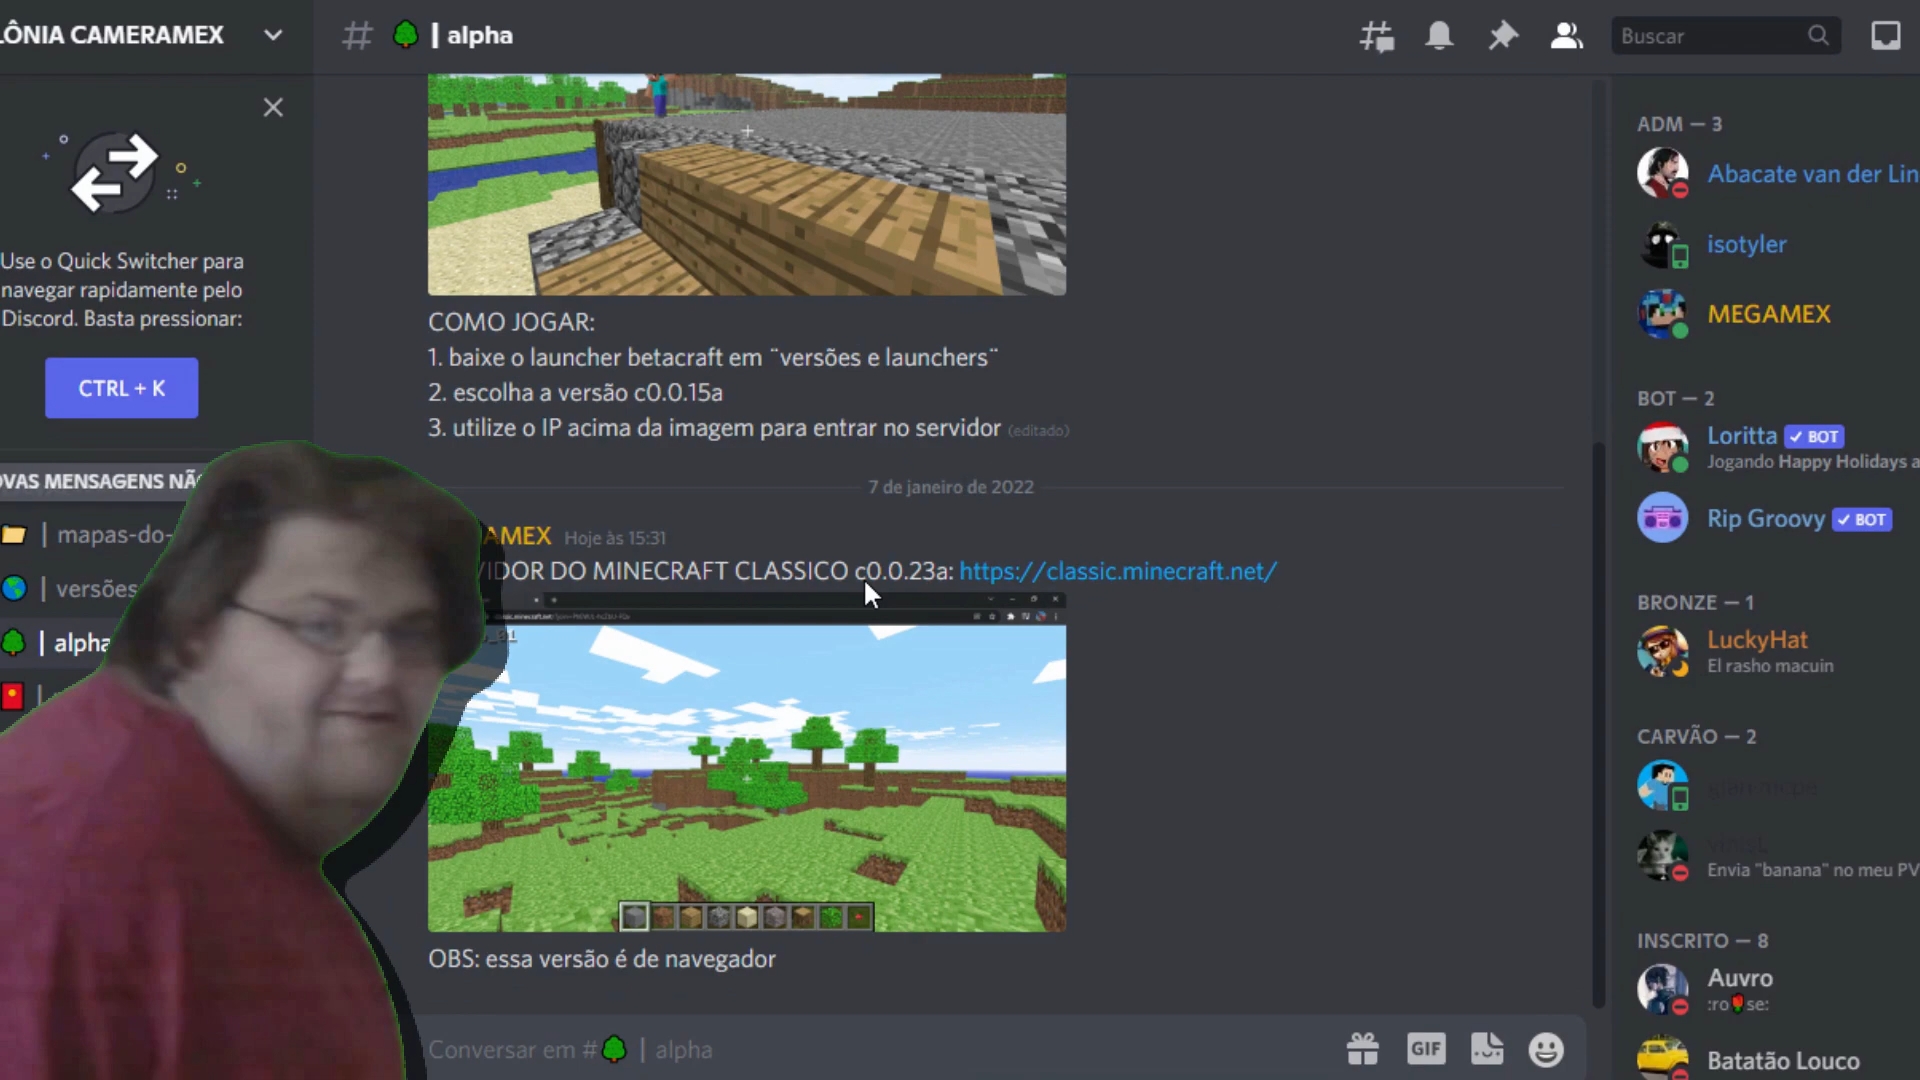 LÔNIA CAMERAMEX
| alpha
Buscar
Use o Quick Switcher para
navegar rapidamente pelo
Discord. Basta pressionar:
CTRL + K
OVAS MENSAGENS NÃ
| mapas-do-
| versões
| alpha
|
COMO JOGAR:
1. baixe o launcher betacraft em ¨versões e launchers¨
2. escolha a versão c0.0.15a
3. utilize o IP acima da imagem para entrar no servidor (editado)
7 de janeiro de 2022
AMEX Hoje às 15:31
VIDOR DO MINECRAFT CLASSICO c0.0.23a: https://classic.minecraft.net/
OBS: essa versão é de navegador
Conversar em # | alpha
GIF
ADM — 3
Abacate van der Lin
isotyler
MEGAMEX
BOT — 2
Loritta ✓ BOT
Jogando Happy Holidays a
Rip Groovy ✓ BOT
BRONZE — 1
LuckyHat
El rasho macuin
CARVÃO — 2
Envia "banana" no meu PV
INSCRITO — 8
Auvro
:ro🌹se:
Batatão Louco